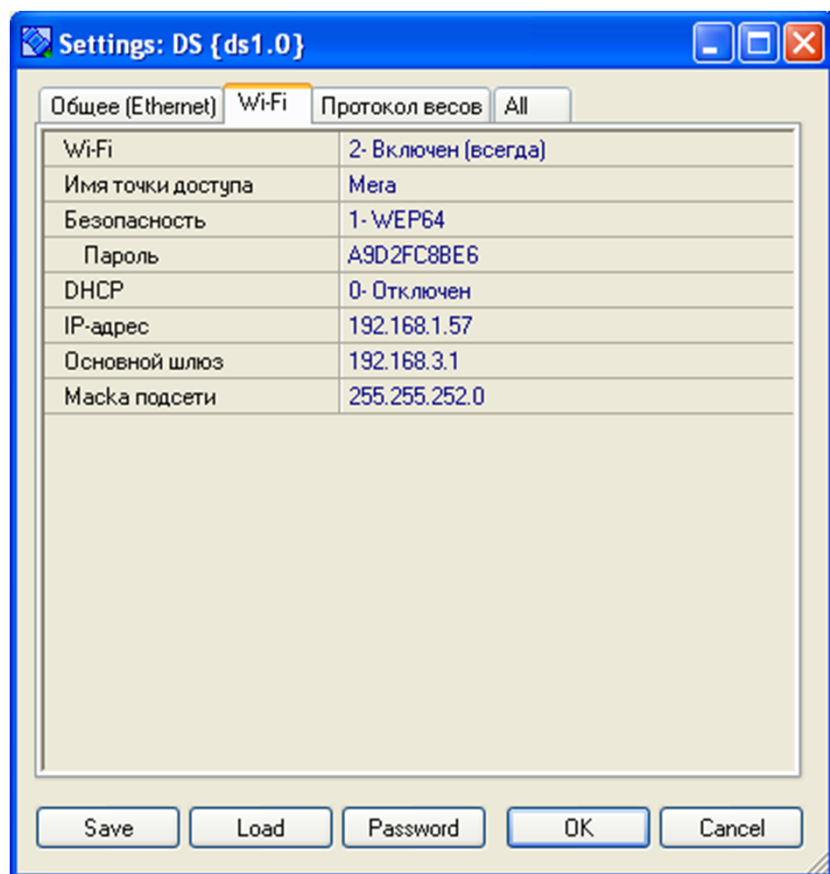 Settings: DS {ds1.0}
Общее (Ethernet) Wi-Fi Протокол весов All
Wi-Fi 2- Включен (всегда)
Имя точки доступа Mera
Безопасность 1- WEP64
Пароль A9D2FC8BE6
DHCP 0- Отключен
IP-адрес 192.168.1.57
Основной шлюз 192.168.3.1
Маска подсети 255.255.252.0
Save Load Password OK Cancel